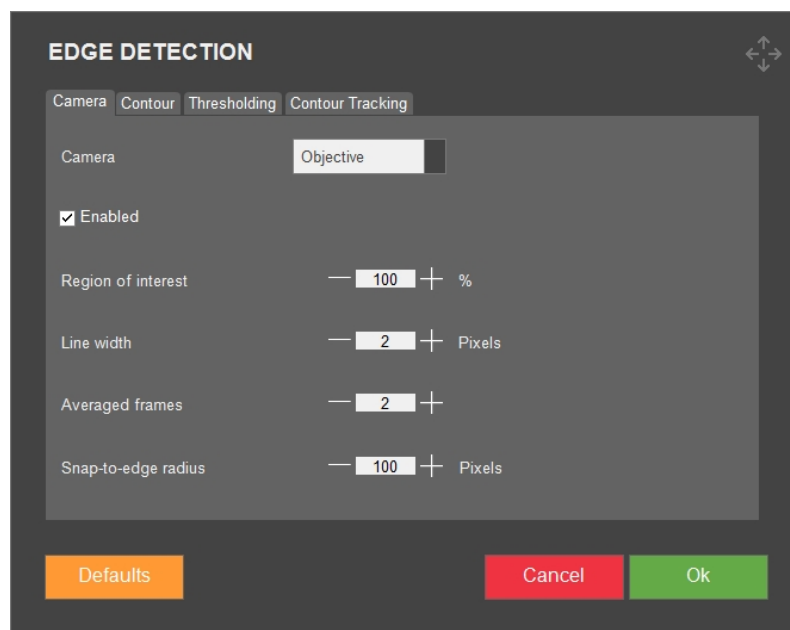 EDGE DETECTION
Camera Contour Thresholding Contour Tracking
Camera Objective
Enabled
Region of interest 100 %
Line width 2 Pixels
Averaged frames 2
Snap-to-edge radius 100 Pixels
Defaults Cancel Ok